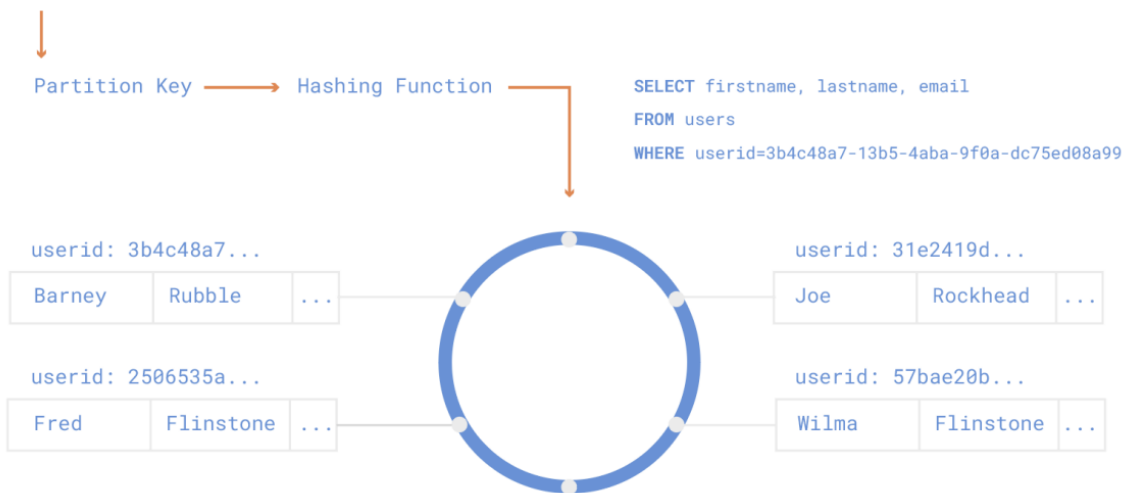 Partition Key
Hashing Function
SELECT firstname, lastname, email
FROM users
WHERE userid=3b4c48a7-13b5-4aba-9f0a-dc75ed08a99
userid: 3b4c48a7...
Barney Rubble ...
userid: 31e2419d...
Joe Rockhead ...
userid: 2506535a...
Fred Flinstone ...
userid: 57bae20b...
Wilma Flinstone ...